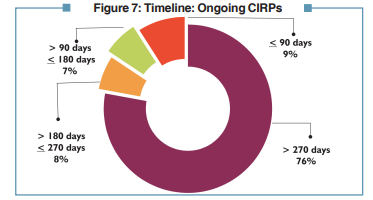 Figure 7: Timeline: Ongoing CIRPs
> 90 days
≤ 180 days
7%
≤ 90 days
9%
> 180 days
≤ 270 days
8%
> 270 days
76%